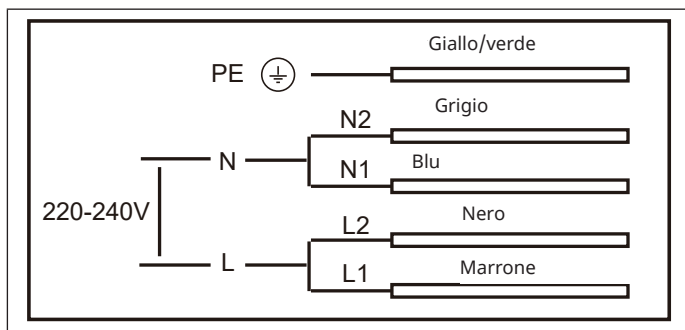 Giallo/verde
PE
Grigio
N2
N
N1
Blu
220-240V
Nero
L2
L
L1
Marrone